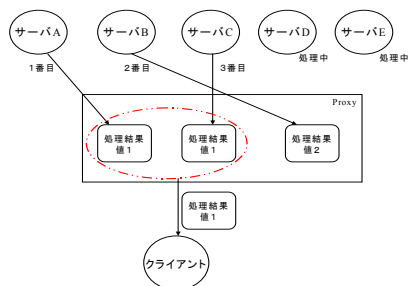 サーバA
サーバB
サーバC
サーバD
サーバE
処理中
処理中
1番目
2番目
3番目
Proxy
処理結果
値1
処理結果
値1
処理結果
値2
処理結果
値1
クライアント